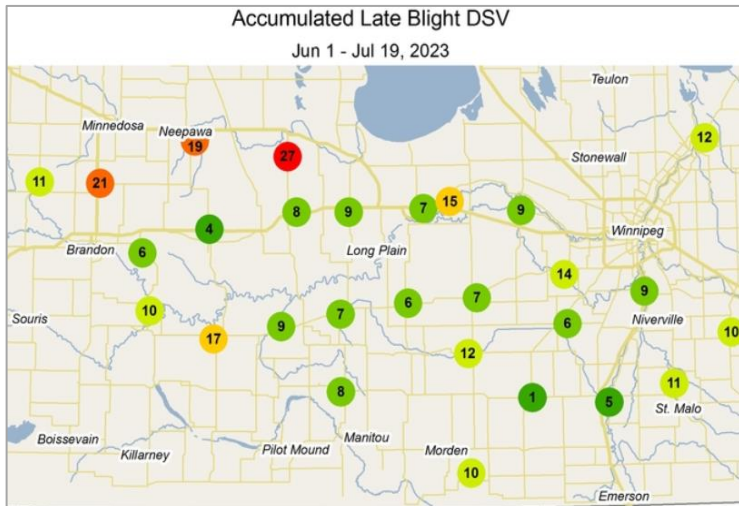 Accumulated Late Blight DSV
Jun 1 - Jul 19, 2023
Teulon
Minnedosa
Neepawa
12
19
27
Stonewall
11
21
15
8
9
7
9
4
Winnipeg
Brandon
6
Long Plain
14
9
10
6
7
Souris
7
6
Niverville
9
10
17
12
11
8
1
5
St. Malo
Boissevain
Killarney
Pilot Mound
Manitou
Morden
10
Emerson